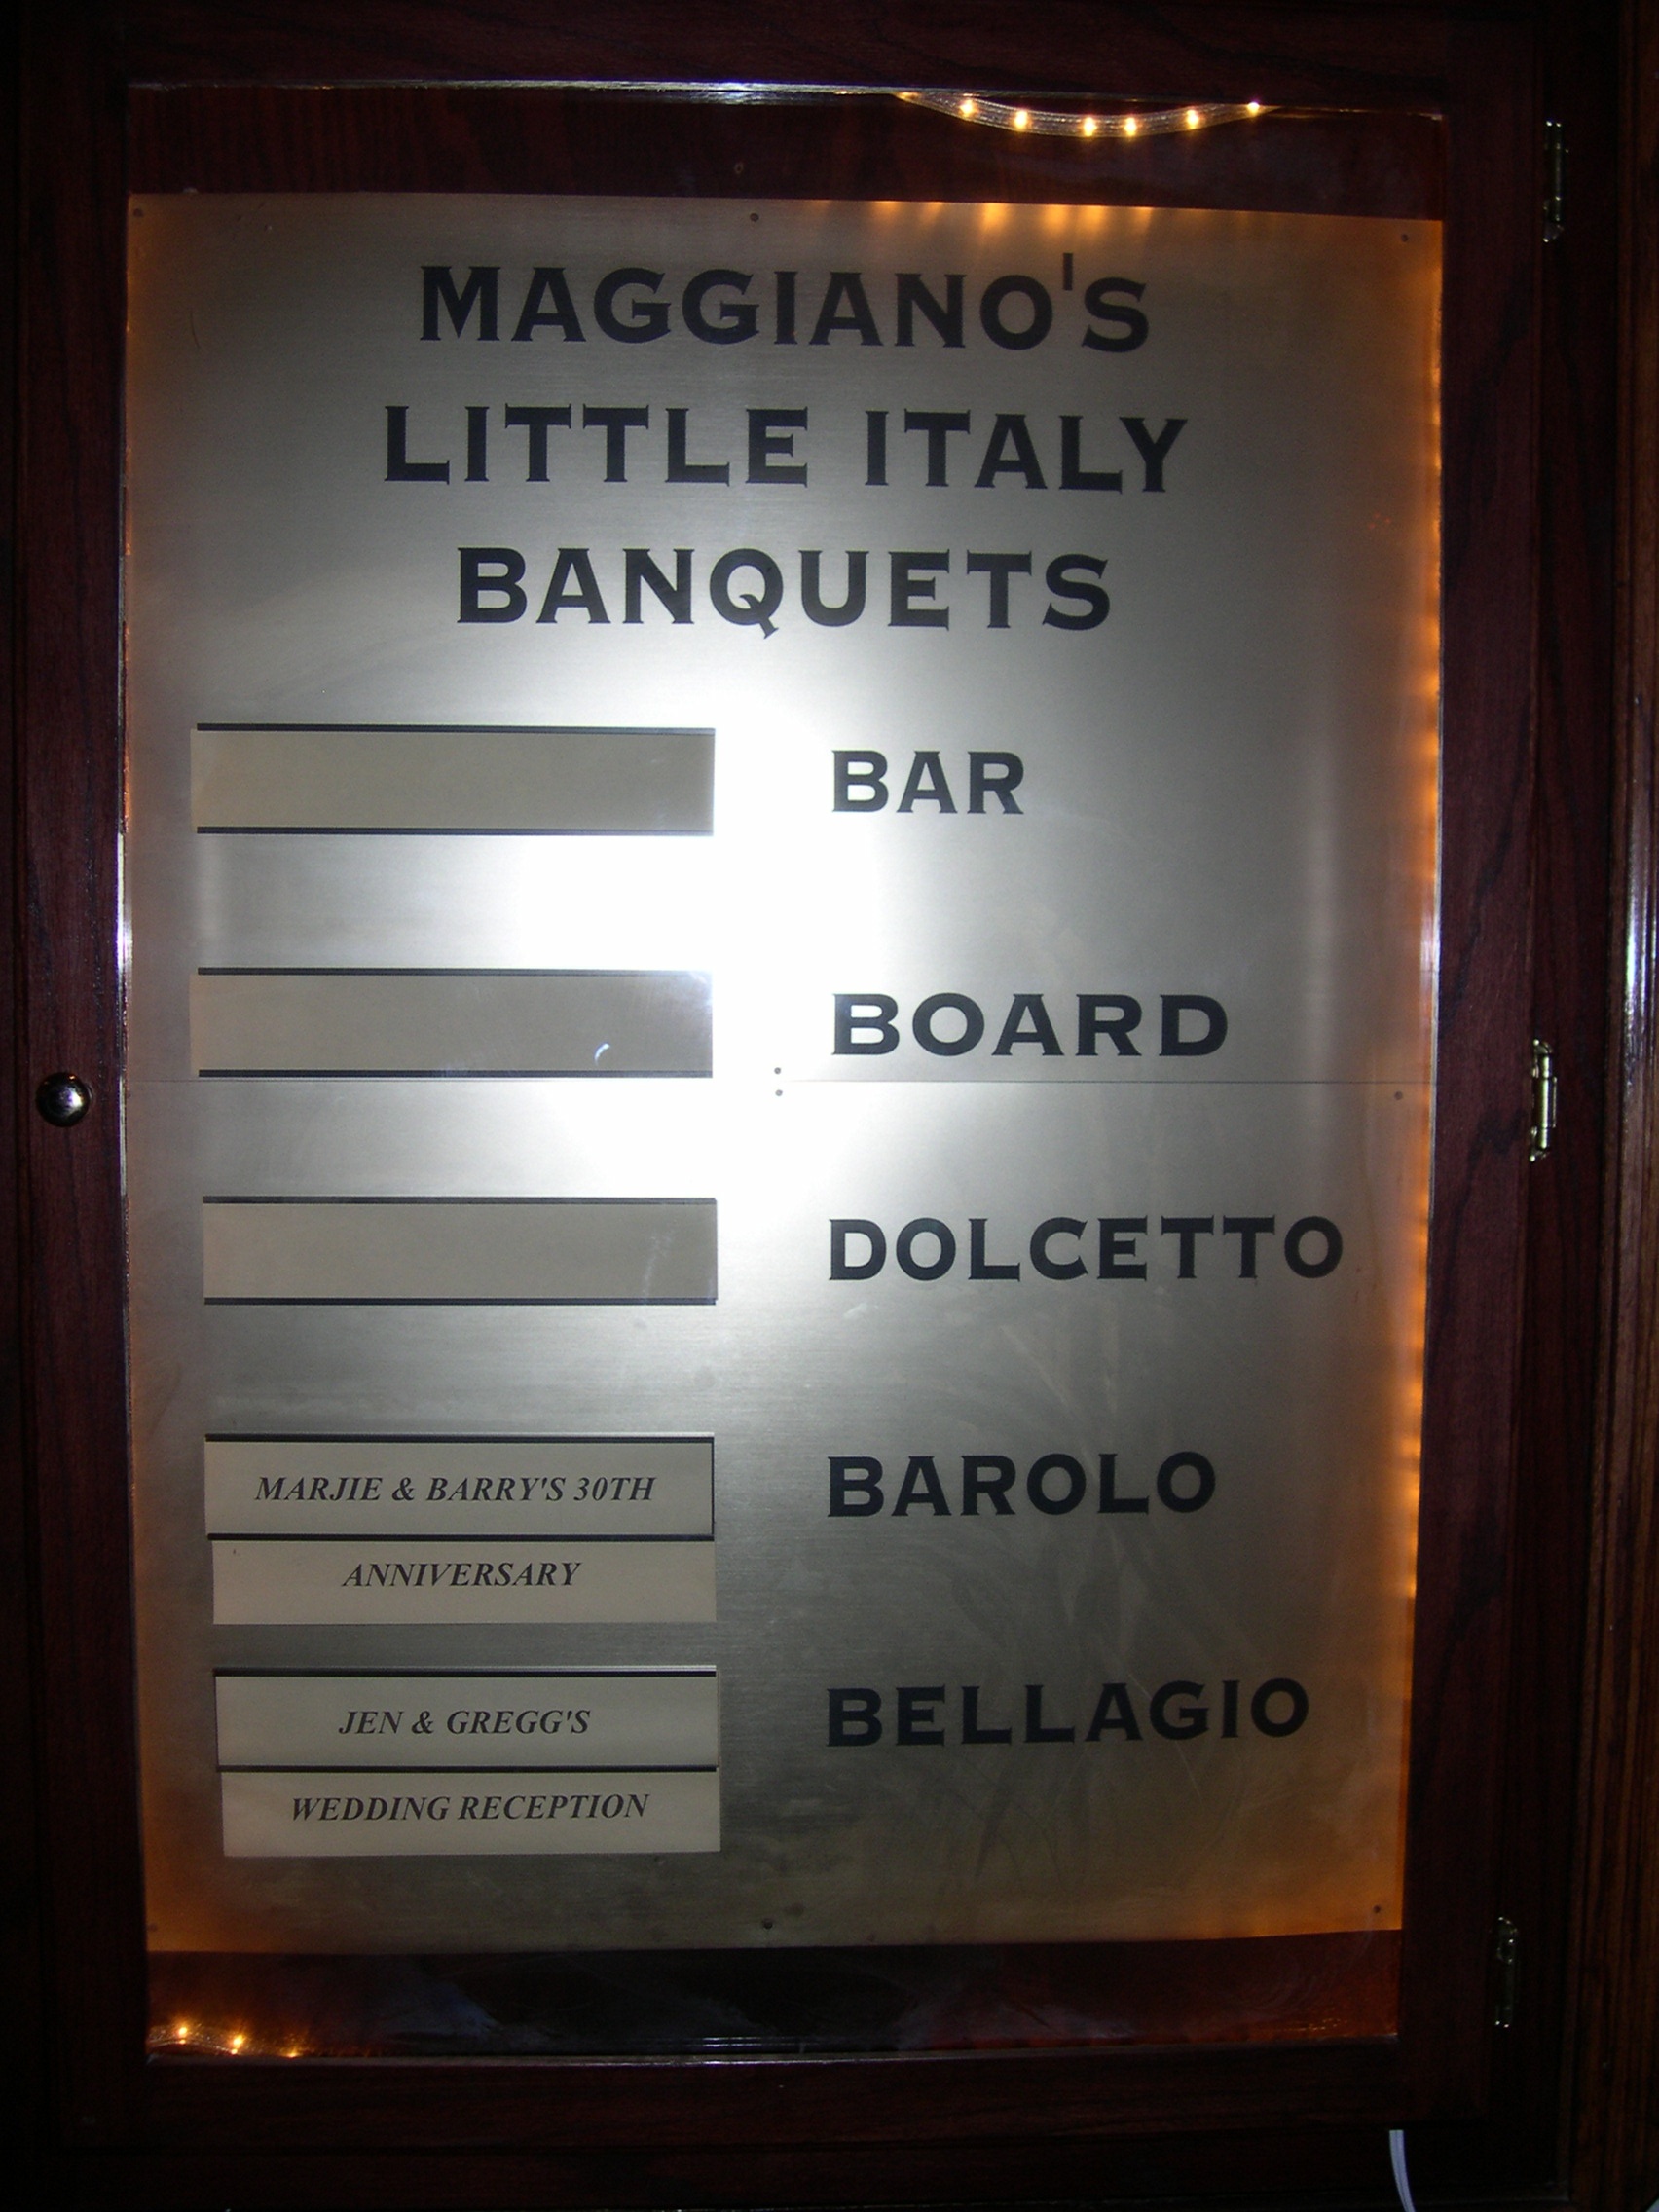 MAGGIANO'S
LITTLE ITALY
BANQUETS
BAR
BOARD
DOLCETTO
MARJIE & BARRY'S 30TH BAROLO
ANNIVERSARY
JEN & GREGG'S BELLAGIO
WEDDING RECEPTION